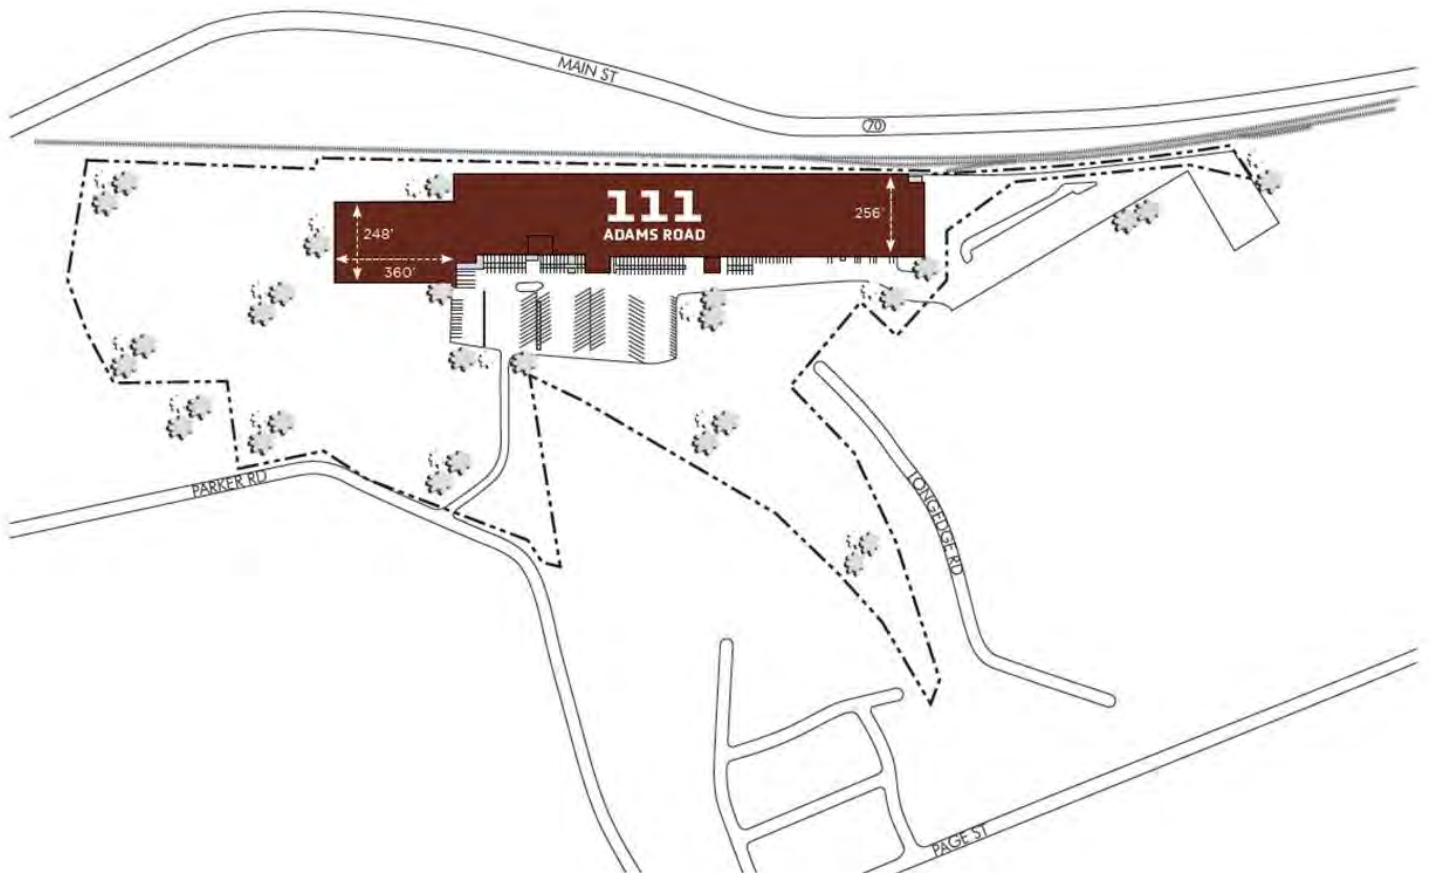 MAIN ST
70
111
ADAMS ROAD
256'
248'
360'
PARKER RD
LONGEDGE RD
PAGE ST